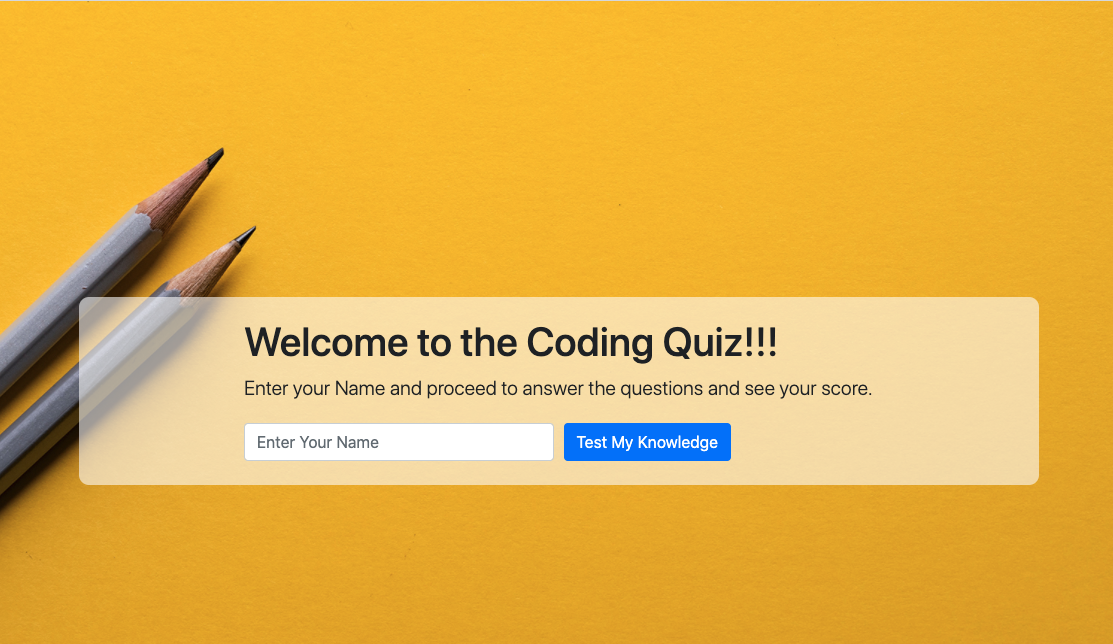 Welcome to the Coding Quiz!!!
Enter your Name and proceed to answer the questions and see your score.
Enter Your Name Test My Knowledge